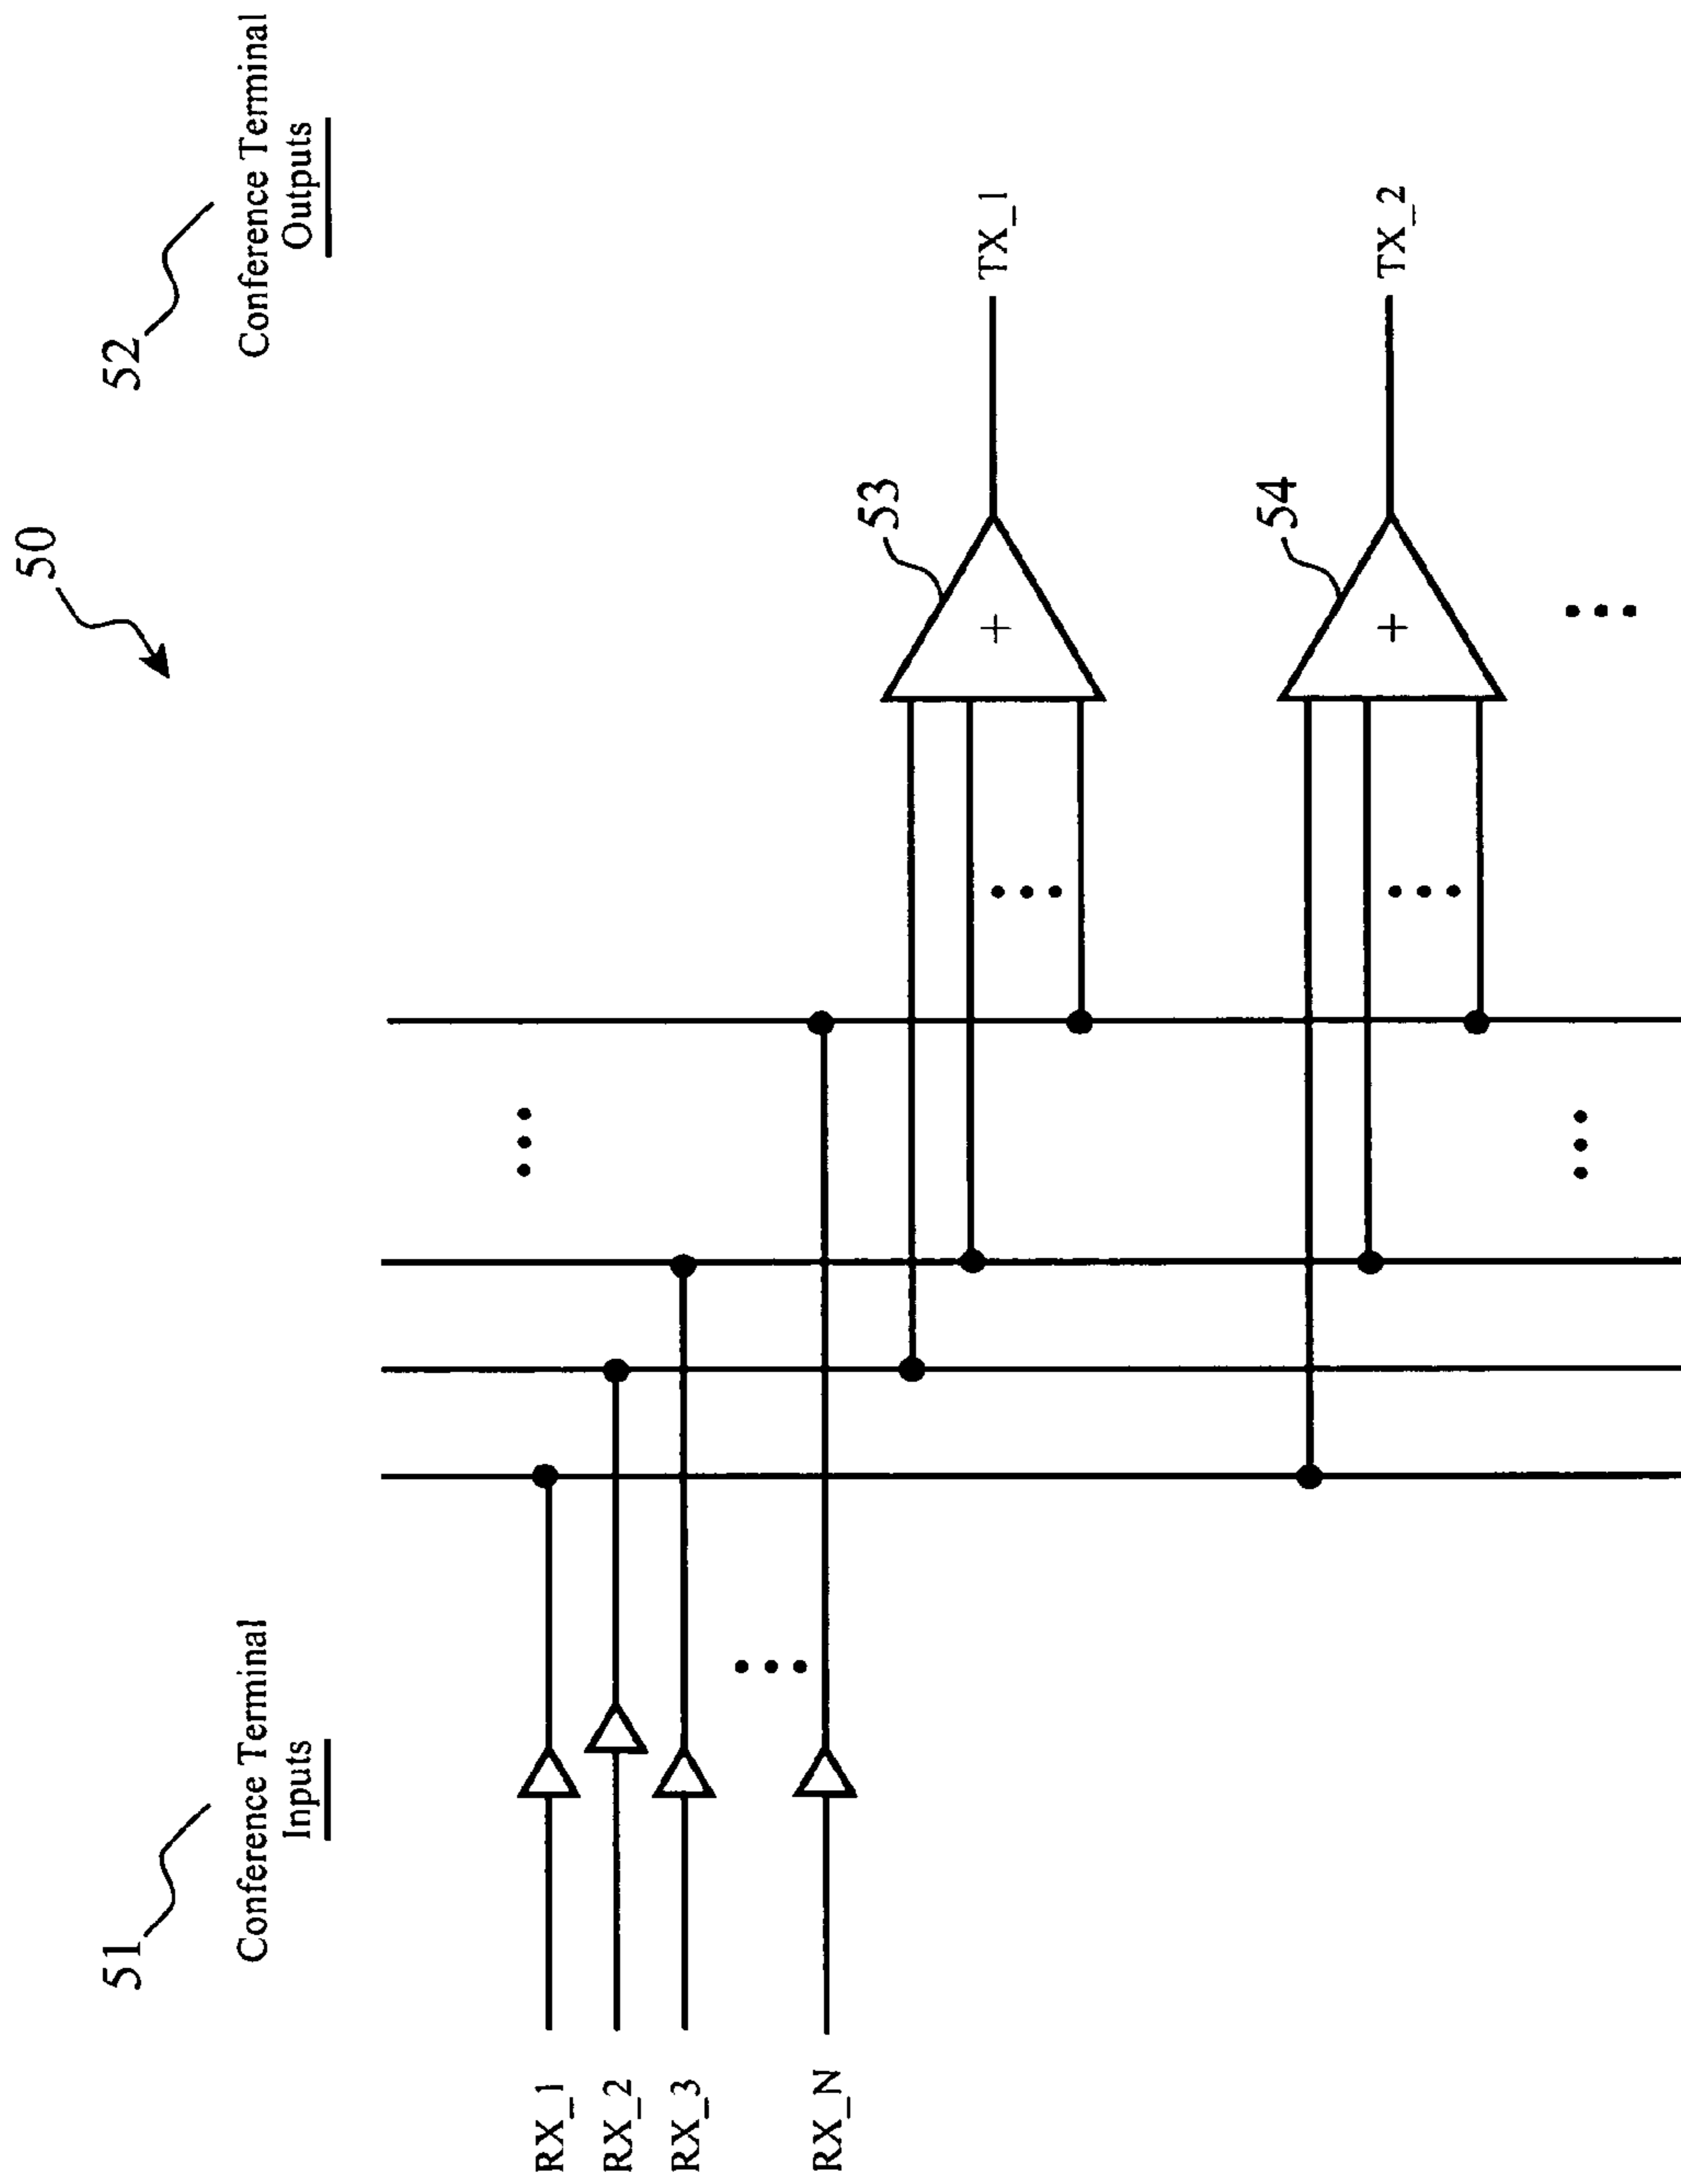 50
51
52
Conference Terminal
Inputs
Conference Terminal
Outputs
RX_1
RX_2
RX_3
RX_N
53
+
TX_1
54
+
TX_2